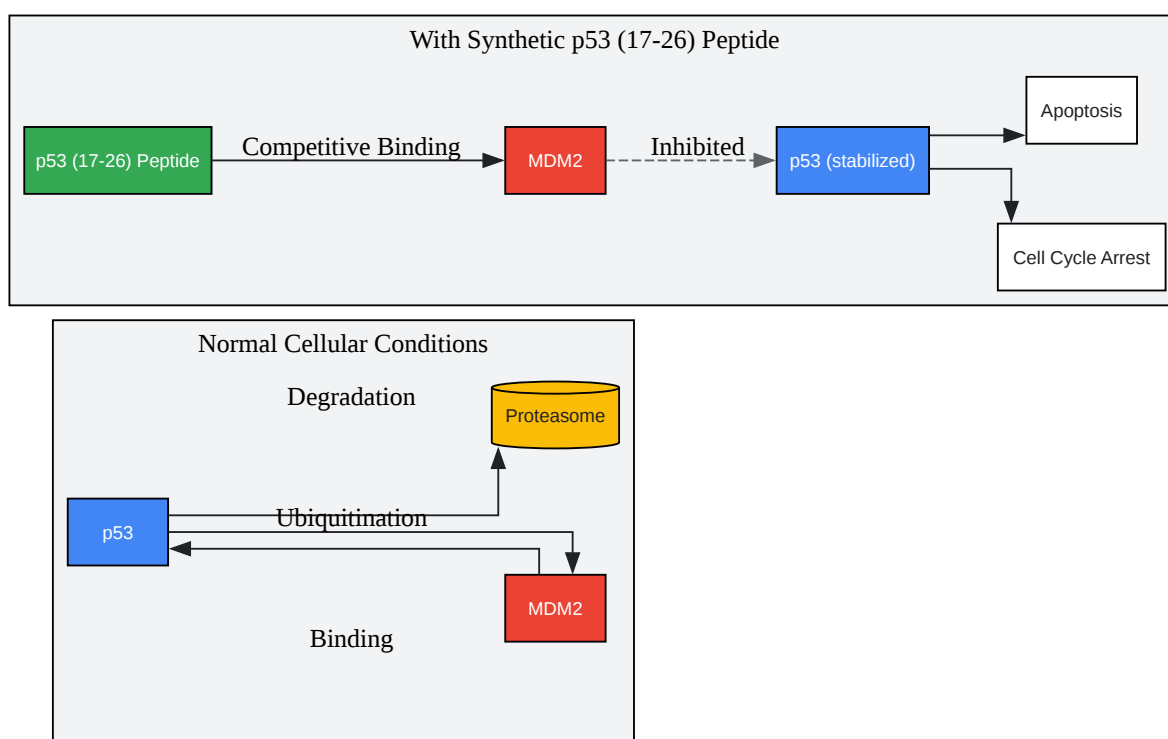 With Synthetic p53 (17-26) Peptide
Apoptosis
p53 (17-26) Peptide
Competitive Binding
MDM2
Inhibited
p53 (stabilized)
Cell Cycle Arrest
Normal Cellular Conditions
Degradation
Proteasome
p53
Ubiquitination
MDM2
Binding